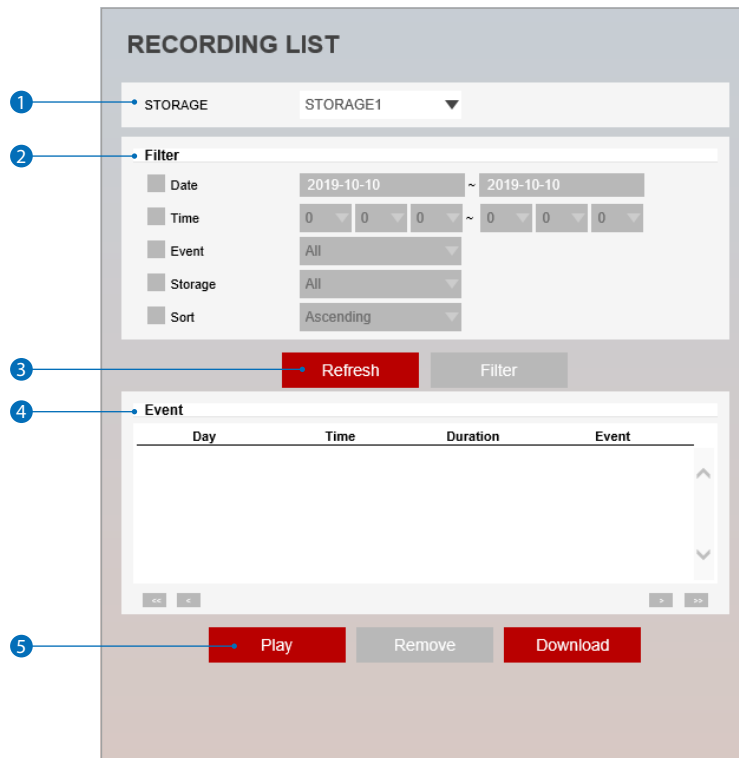 RECORDING LIST
1 STORAGE STORAGE1
2 Filter
Date 2019-10-10 ~ 2019-10-10
Time 0 0 0 ~ 0 0 0
Event All
Storage All
Sort Ascending
3 Refresh Filter
4 Event
Day Time Duration Event
<< < > >>
5 Play Remove Download